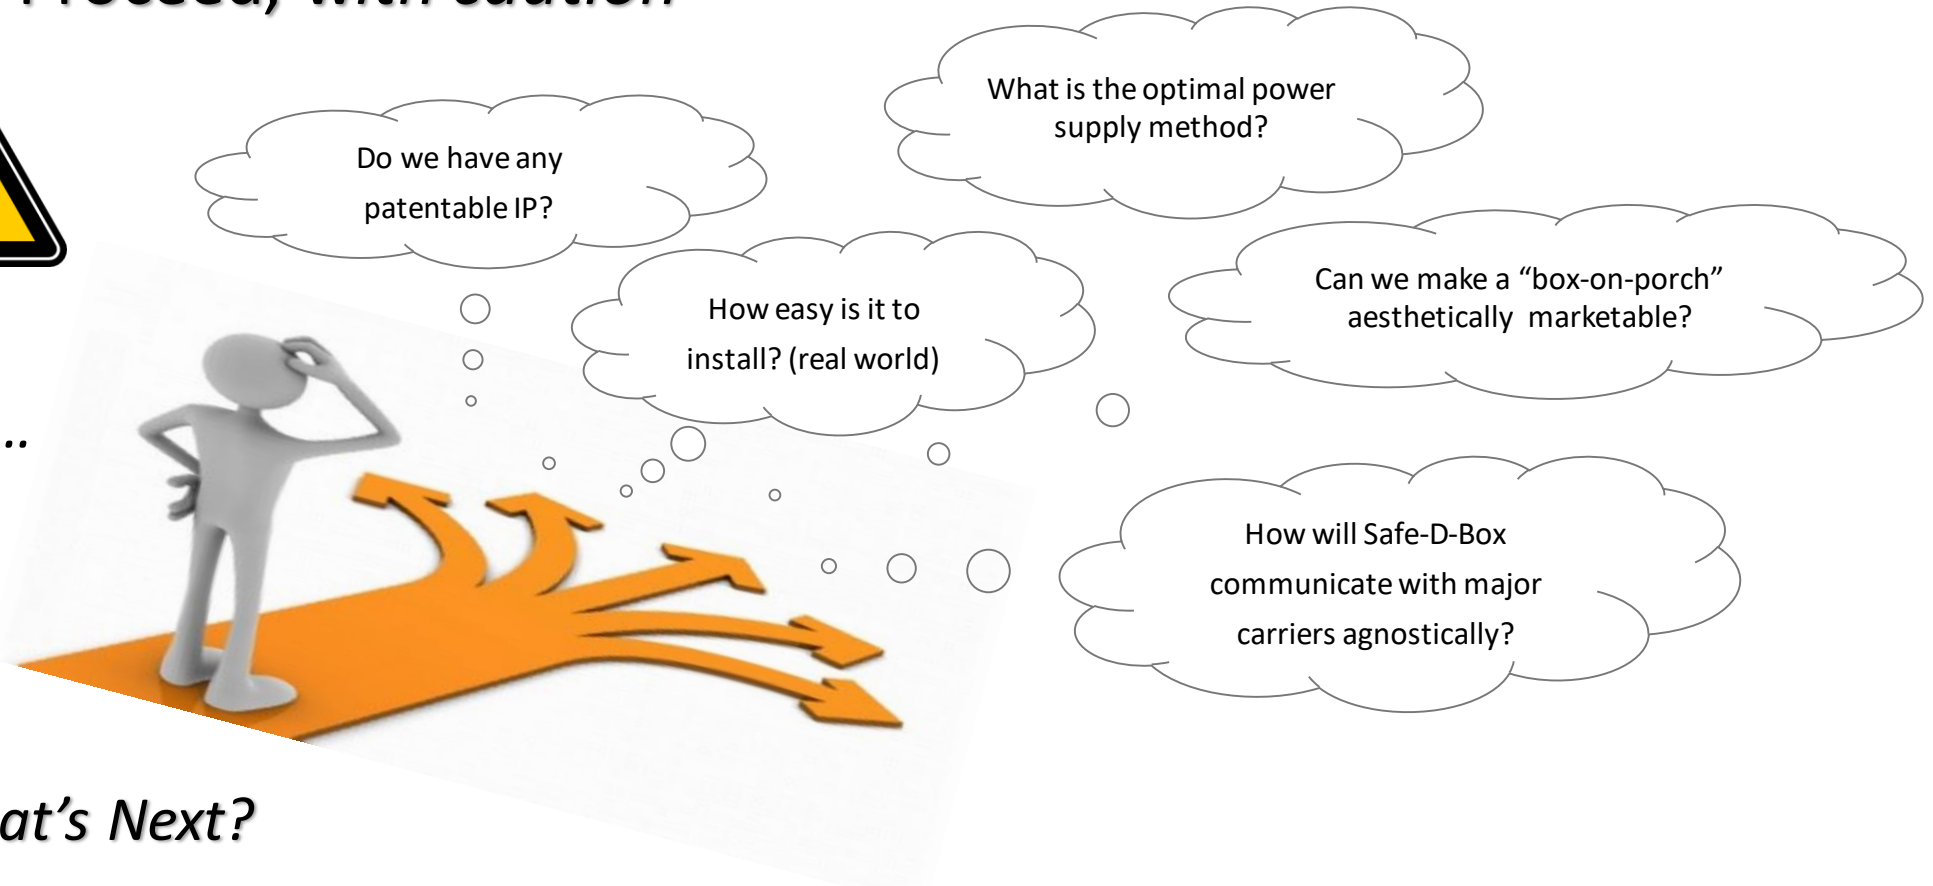 Proceed, with caution
What is the optimal power
supply method?
Do we have any
patentable IP?
Can we make a “box-on-porch”
aesthetically marketable?
How easy is it to
install? (real world)
..
How will Safe-D-Box
communicate with major
carriers agnostically?
at’s Next?